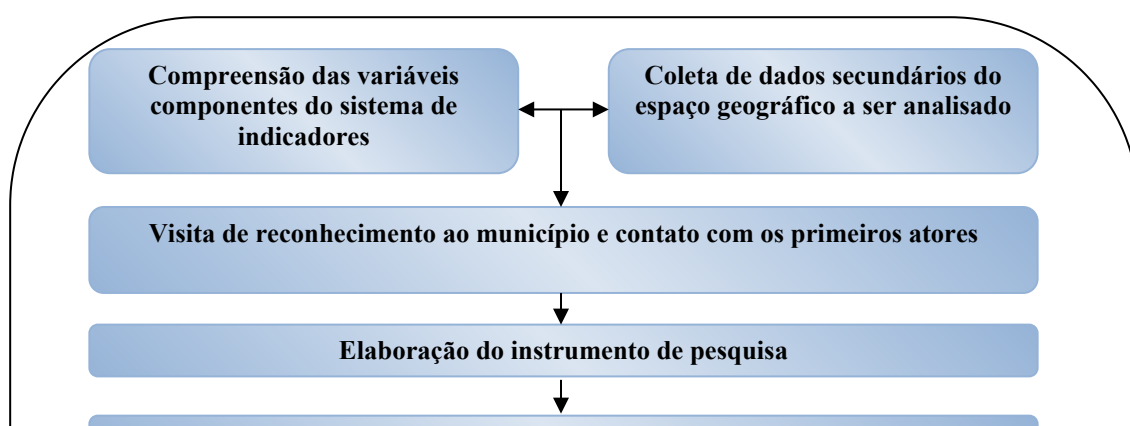 Compreensão das variáveis
componentes do sistema de
indicadores
Coleta de dados secundários do
espaço geográfico a ser analisado
Visita de reconhecimento ao município e contato com os primeiros atores
Elaboração do instrumento de pesquisa